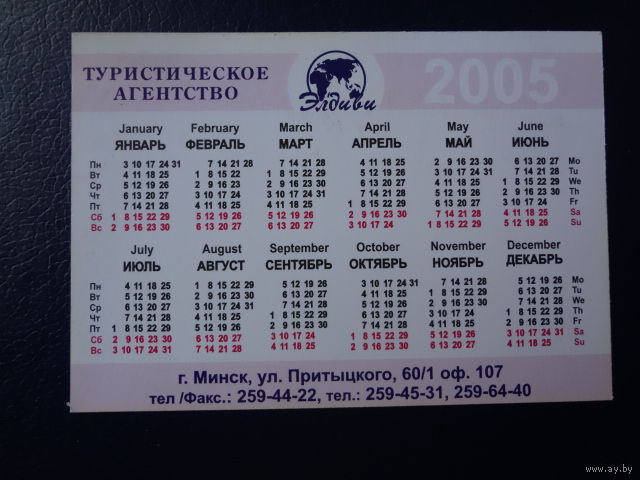 ТУРИСТИЧЕСКОЕ
АГЕНТСТВО
Элдиви
2005
January February March April May June
ЯНВАРЬ ФЕВРАЛЬ МАРТ АПРЕЛЬ МАЙ ИЮНЬ
Пн 3 10 17 24 31 7 14 21 28 7 14 21 28 4 11 18 25 2 9 16 23 30 6 13 20 27 Mo
Вт 4 11 18 25 1 8 15 22 1 8 15 22 29 5 12 19 26 3 10 17 24 31 7 14 21 28 Tu
Ср 5 12 19 26 2 9 16 23 2 9 16 23 30 6 13 20 27 4 11 18 25 1 8 15 22 29 We
Чт 6 13 20 27 3 10 17 24 3 10 17 24 31 7 14 21 28 5 12 19 26 2 9 16 23 30 Th
Пт 7 14 21 28 4 11 18 25 4 11 18 25 1 8 15 22 29 6 13 20 27 3 10 17 24 Fr
Сб 1 8 15 22 29 5 12 19 26 5 12 19 26 2 9 16 23 30 7 14 21 28 4 11 18 25 Sa
Вс 2 9 16 23 30 6 13 20 27 6 13 20 27 3 10 17 24 1 8 15 22 29 5 12 19 26 Su
July August September October November December
ИЮЛЬ АВГУСТ СЕНТЯБРЬ ОКТЯБРЬ НОЯБРЬ ДЕКАБРЬ
Пн 4 11 18 25 1 8 15 22 29 5 12 19 26 3 10 17 24 31 7 14 21 28 5 12 19 26 Mo
Вт 5 12 19 26 2 9 16 23 30 6 13 20 27 4 11 18 25 1 8 15 22 29 6 13 20 27 Tu
Ср 6 13 20 27 3 10 17 24 31 7 14 21 28 5 12 19 26 2 9 16 23 30 7 14 21 28 We
Чт 7 14 21 28 4 11 18 25 1 8 15 22 29 6 13 20 27 3 10 17 24 1 8 15 22 29 Th
Пт 1 8 15 22 29 5 12 19 26 2 9 16 23 30 7 14 21 28 4 11 18 25 2 9 16 23 30 Fr
Сб 2 9 16 23 30 6 13 20 27 3 10 17 24 1 8 15 22 29 5 12 19 26 3 10 17 24 31 Sa
Вс 3 10 17 24 31 7 14 21 28 4 11 18 25 2 9 16 23 30 6 13 20 27 4 11 18 25 Su
г. Минск, ул. Притыцкого, 60/1 оф. 107
тел /Факс.: 259-44-22, тел.: 259-45-31, 259-64-40
www.ay.by